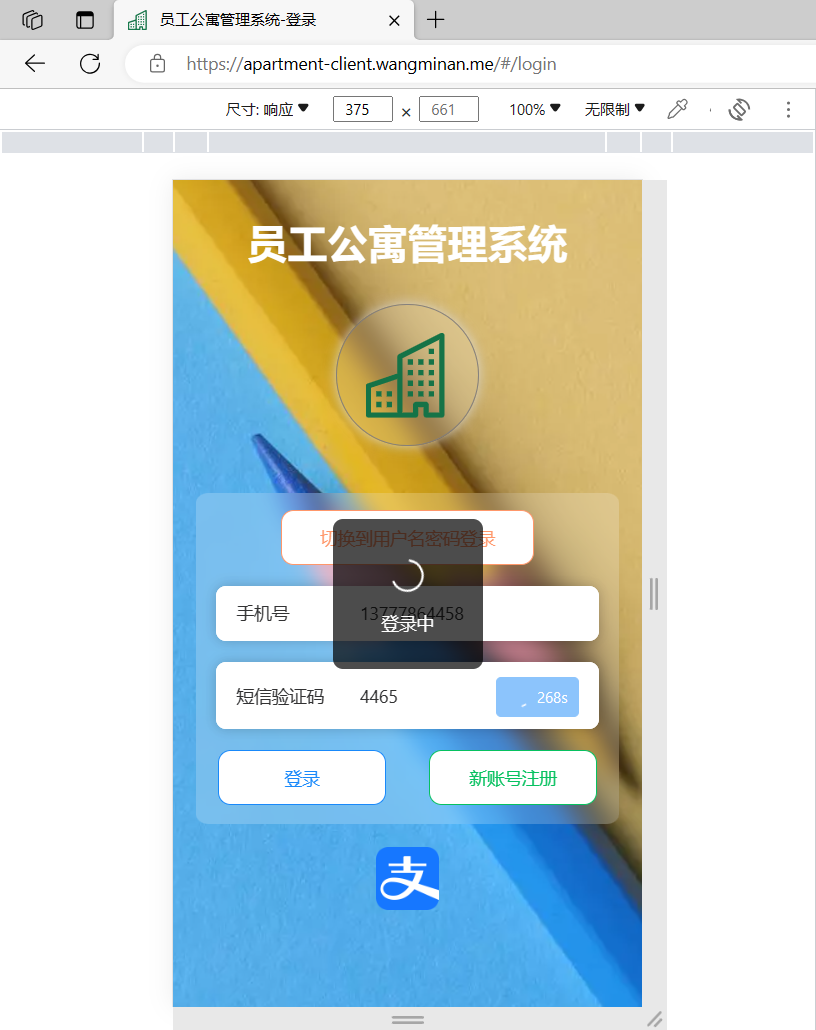 员工公寓管理系统-登录
https://apartment-client.wangminan.me/#/login
尺寸: 响应 375 × 661 100% 无限制
员工公寓管理系统
切换到用户名密码登录
手机号 13777864458
登录中
短信验证码 4465 268s
登录 新账号注册
支